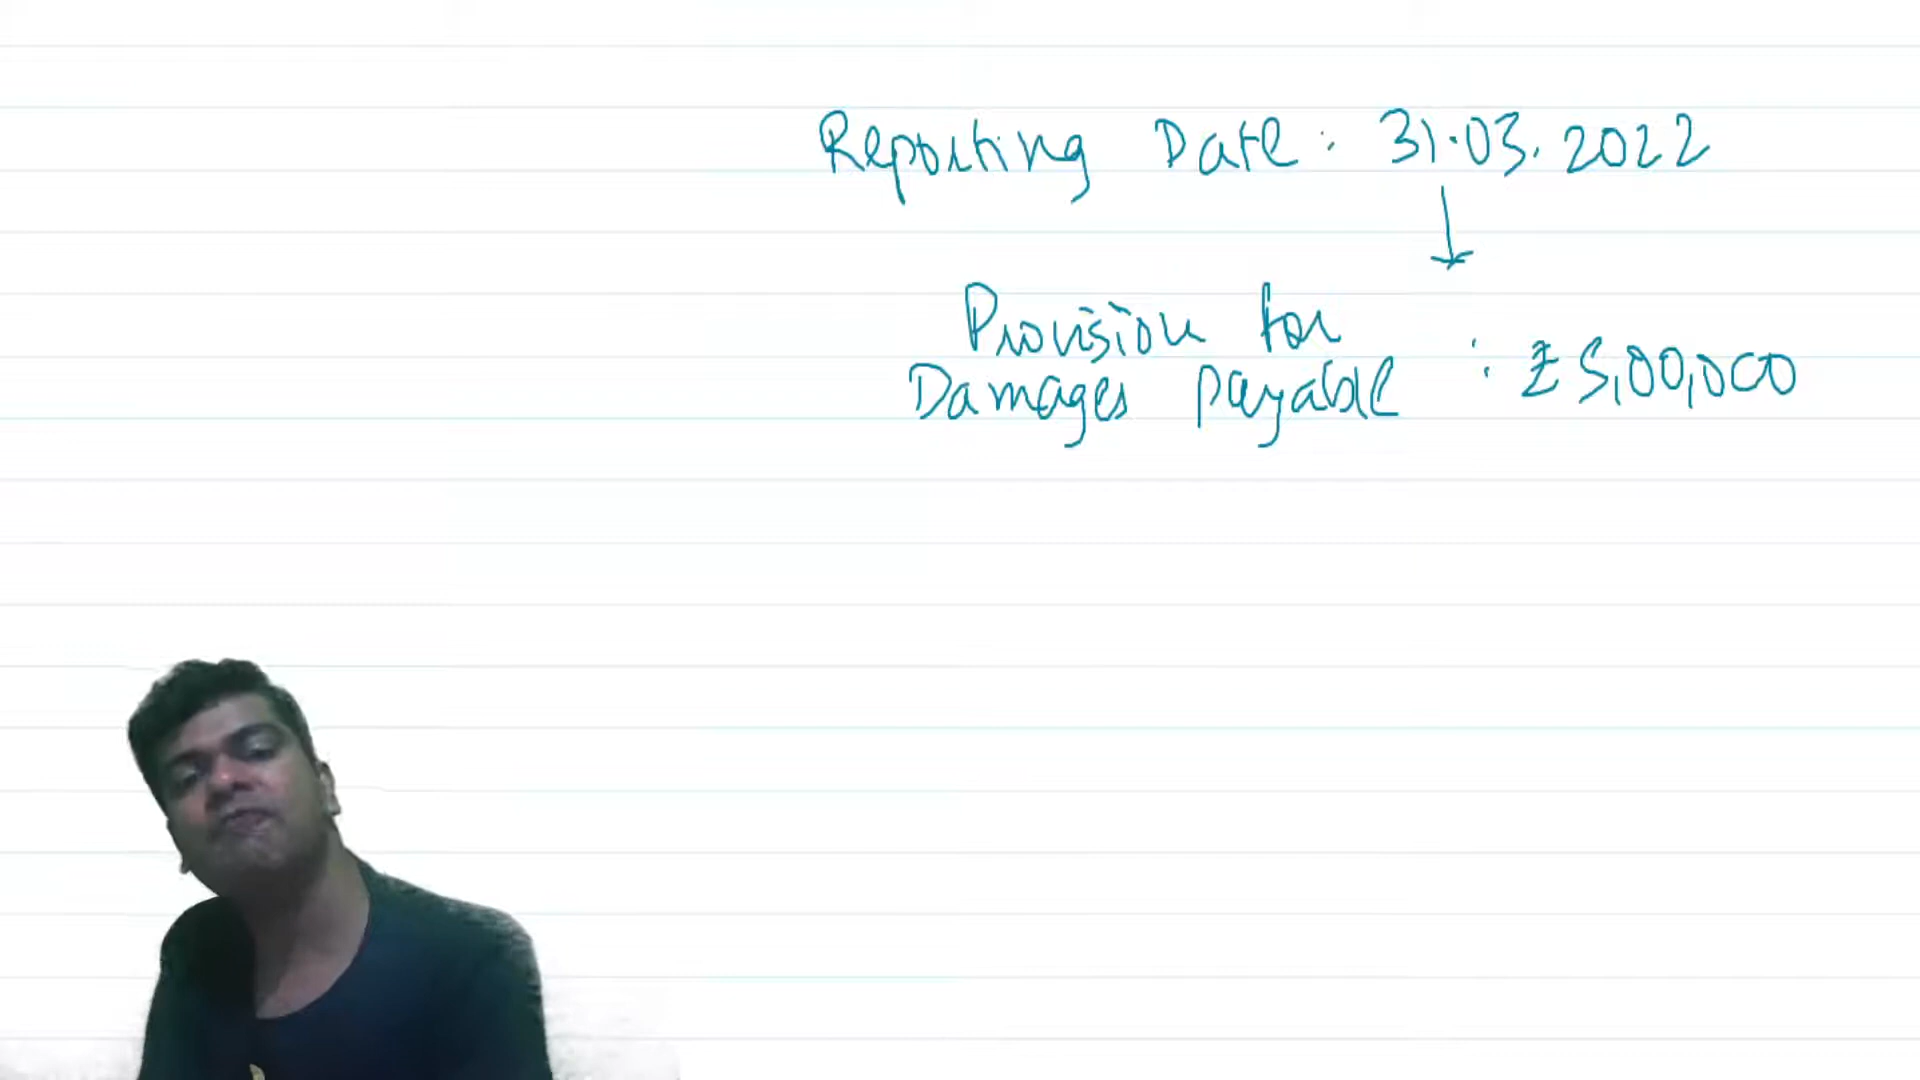 Reporting Date : 31.03.2022
Provision for
Damages payable : ₹ 5,00,000